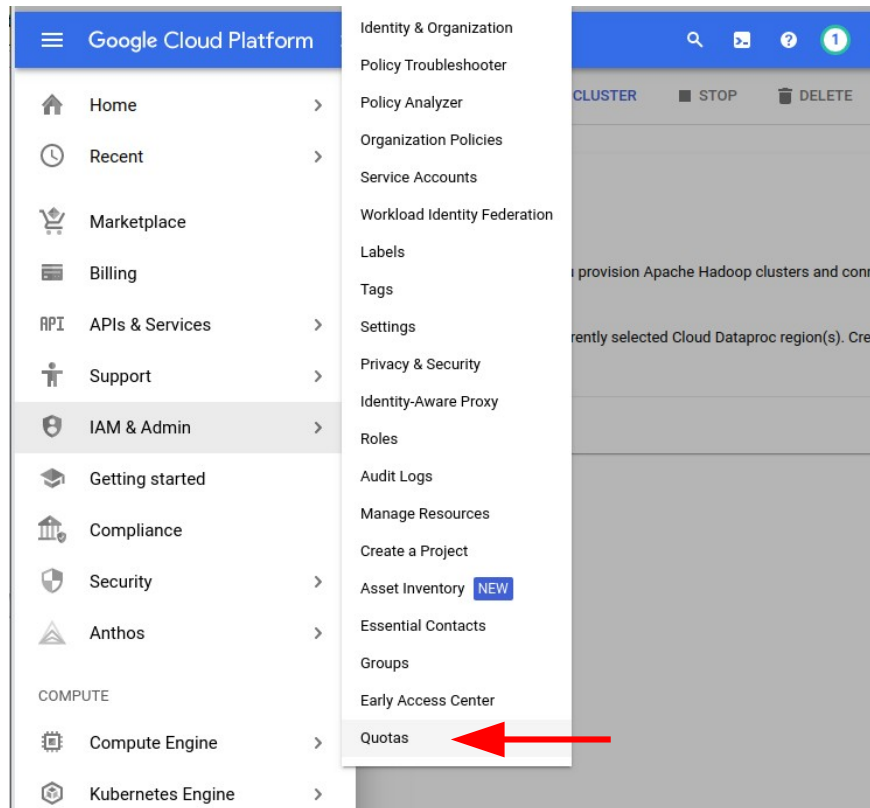 Google Cloud Platform
1
Home
Recent
Marketplace
Billing
API APIs & Services
Support
IAM & Admin
Getting started
Compliance
Security
Anthos
COMPUTE
Compute Engine
Kubernetes Engine
Identity & Organization
Policy Troubleshooter
Policy Analyzer
Organization Policies
Service Accounts
Workload Identity Federation
Labels
Tags
Settings
Privacy & Security
Identity-Aware Proxy
Roles
Audit Logs
Manage Resources
Create a Project
Asset Inventory NEW
Essential Contacts
Groups
Early Access Center
Quotas
CLUSTER STOP DELETE
provision Apache Hadoop clusters and conn
rently selected Cloud Dataproc region(s). Cre